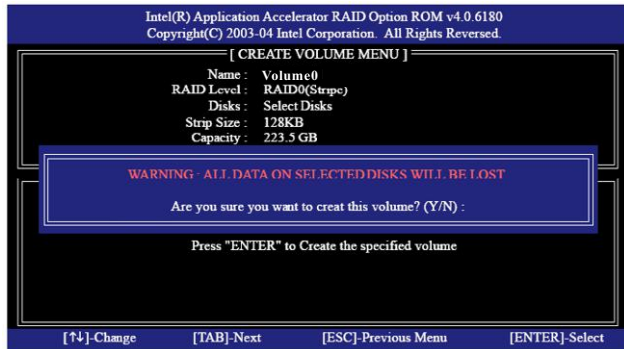 Intel(R) Application Accelerator RAID Option ROM v4.0.6180
Copyright(C) 2003-04 Intel Corporation. All Rights Reversed.
[ CREATE VOLUME MENU ]
Name : Volume0
RAID Level : RAID0(Stripe)
Disks : Select Disks
Strip Size : 128KB
Capacity : 223.5 GB
WARNING : ALL DATA ON SELECTED DISKS WILL BE LOST
Are you sure you want to creat this volume? (Y/N) :
Press "ENTER" to Create the specified volume
[↑↓]-Change [TAB]-Next [ESC]-Previous Menu [ENTER]-Select